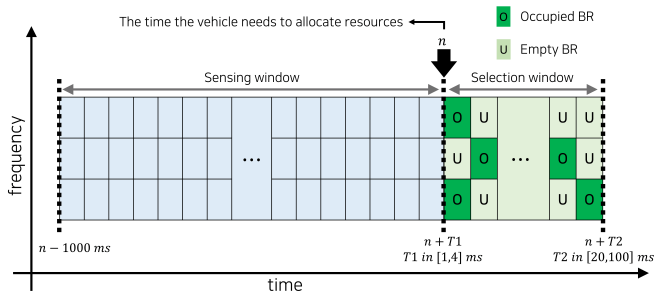 The time the vehicle needs to allocate resources
n
O Occupied BR
U Empty BR
Sensing window
Selection window
frequency
O U U U
... U O ... O U
O U U O
n − 1000 ms
n + T1
T1 in [1,4] ms
n + T2
T2 in [20,100] ms
time